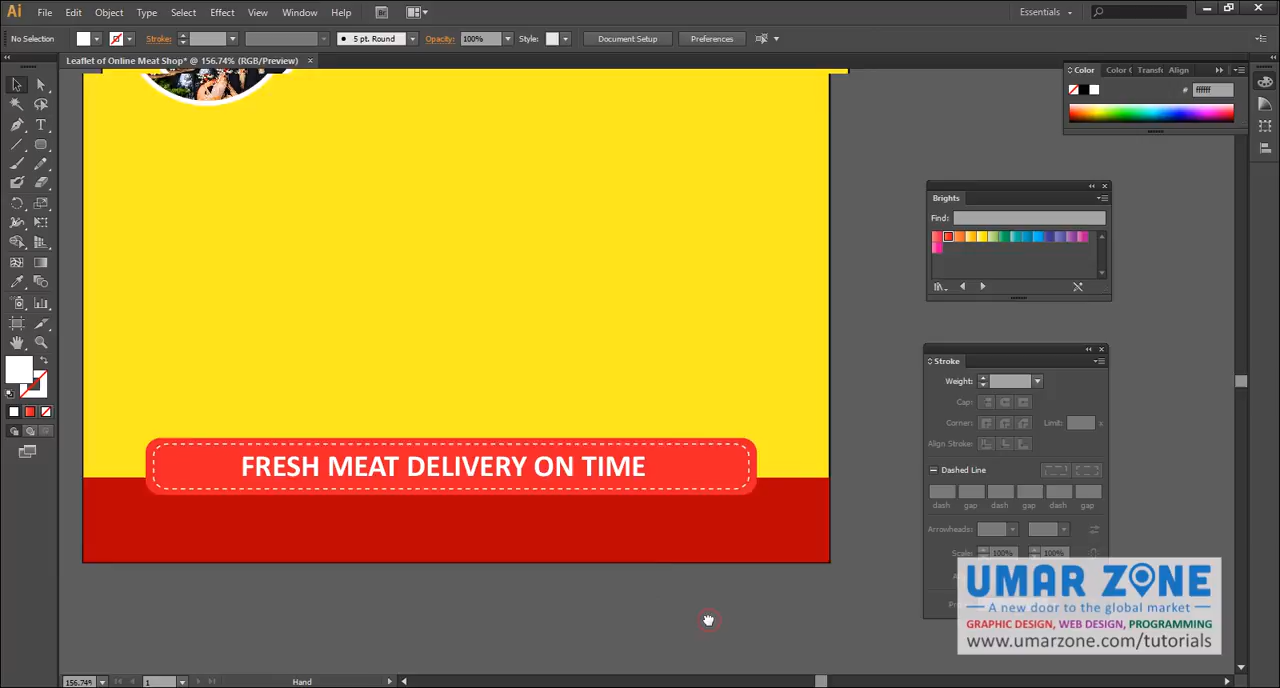 Ai File Edit Object Type Select Effect View Window Help Br Essentials
No Selection Stroke: 5 pt. Round Opacity: 100% Style: Document Setup Preferences
Leaflet of Online Meat Shop* @ 156.74% (RGB/Preview) ×
Color Color Transf Align
# ffffff
Brights
Find:
Stroke
Weight:
Cap:
Corner: Limit: x
Align Stroke:
Dashed Line
dash gap dash gap dash gap
Arrowheads:
Scale: 100% 100%
FRESH MEAT DELIVERY ON TIME
UMAR ZONE
A new door to the global market
GRAPHIC DESIGN, WEB DESIGN, PROGRAMMING
www.umarzone.com/tutorials
156.74% 1 Hand